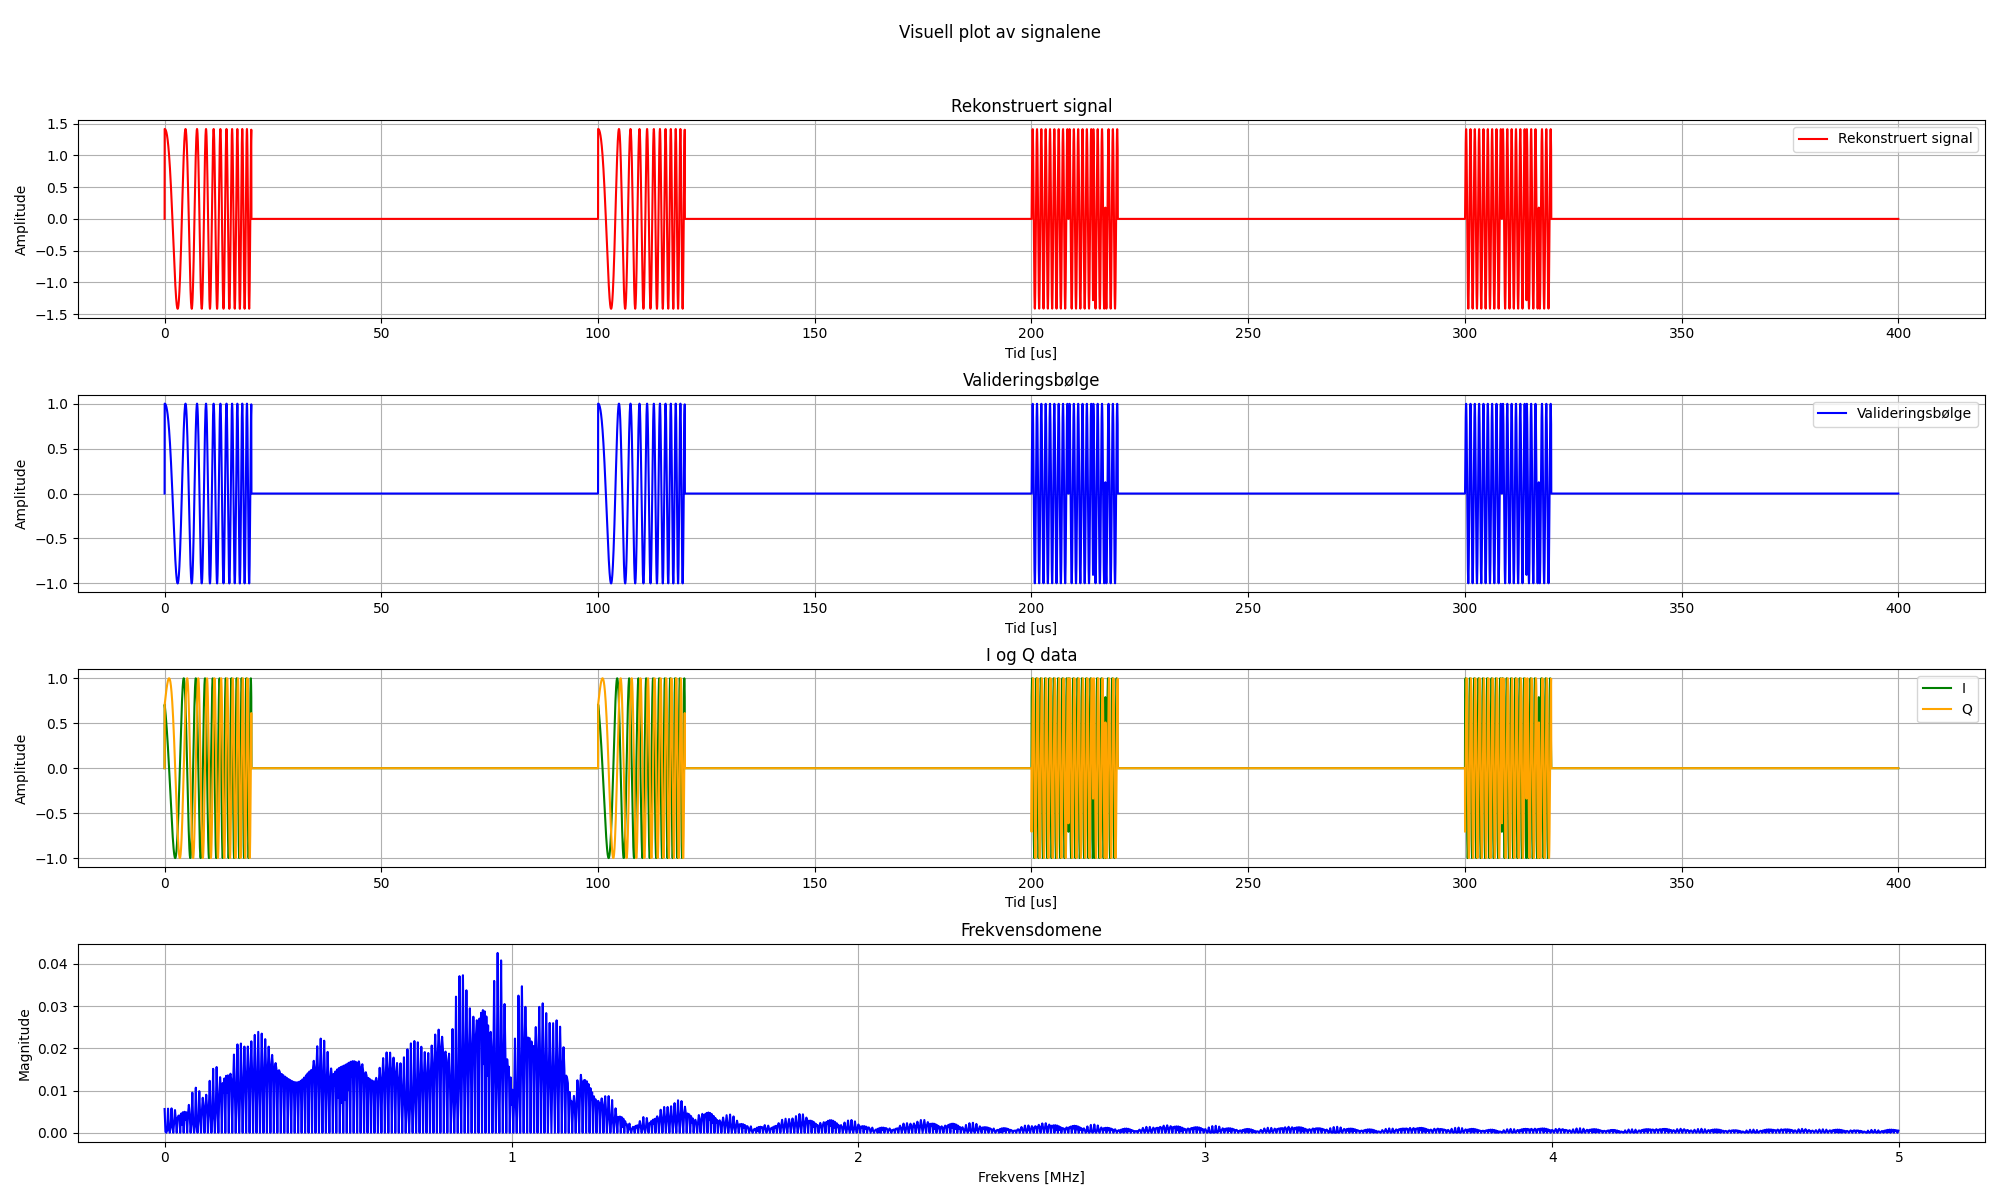 Visuell plot av signalene
Rekonstruert signal
1.5
1.0
0.5
0.0
−0.5
−1.0
−1.5
Amplitude
Rekonstruert signal
0 50 100 150 200 250 300 350 400
Tid [us]
Valideringsbølge
1.0
0.5
0.0
−0.5
−1.0
Amplitude
Valideringsbølge
0 50 100 150 200 250 300 350 400
Tid [us]
I og Q data
1.0
0.5
0.0
−0.5
−1.0
Amplitude
I
Q
0 50 100 150 200 250 300 350 400
Tid [us]
Frekvensdomene
0.04
0.03
0.02
0.01
0.00
Magnitude
0 1 2 3 4 5
Frekvens [MHz]